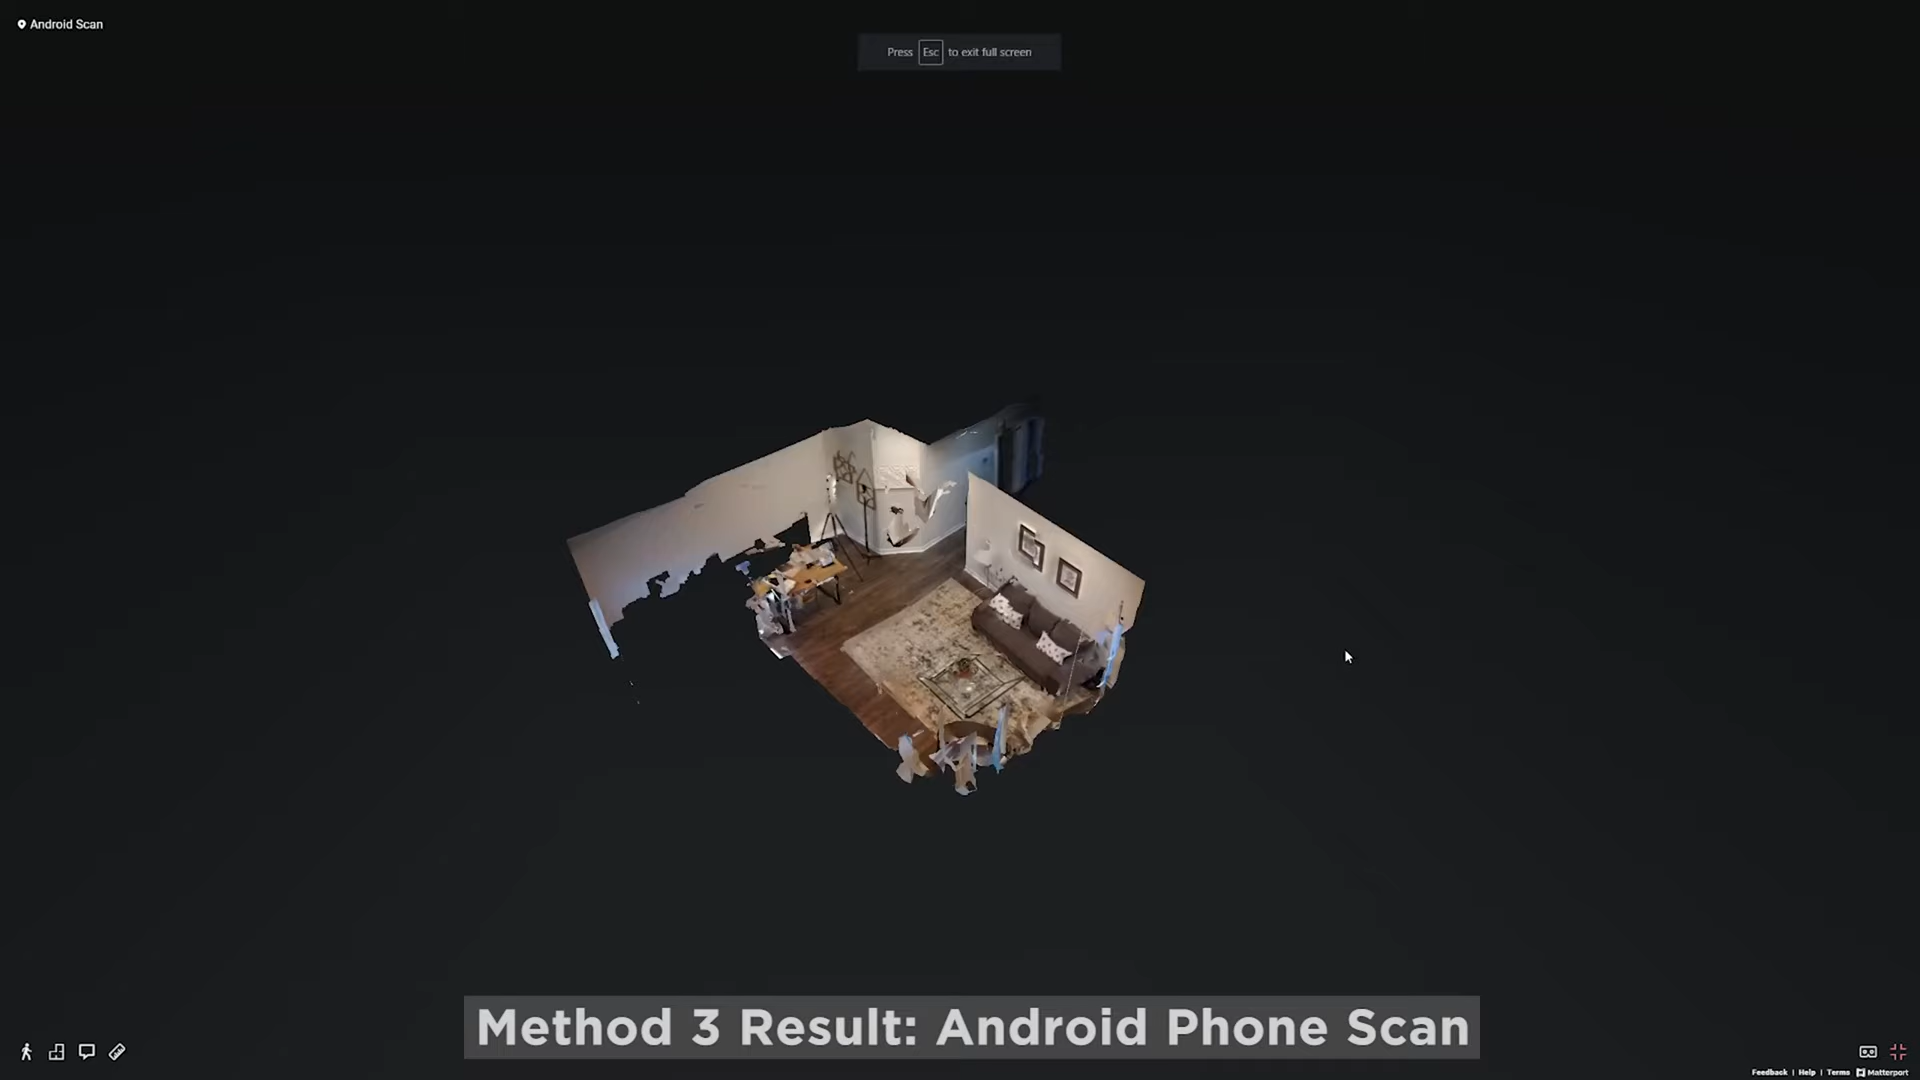 Android Scan
Press Esc to exit full screen
Method 3 Result: Android Phone Scan
Feedback | Help | Terms Matterport